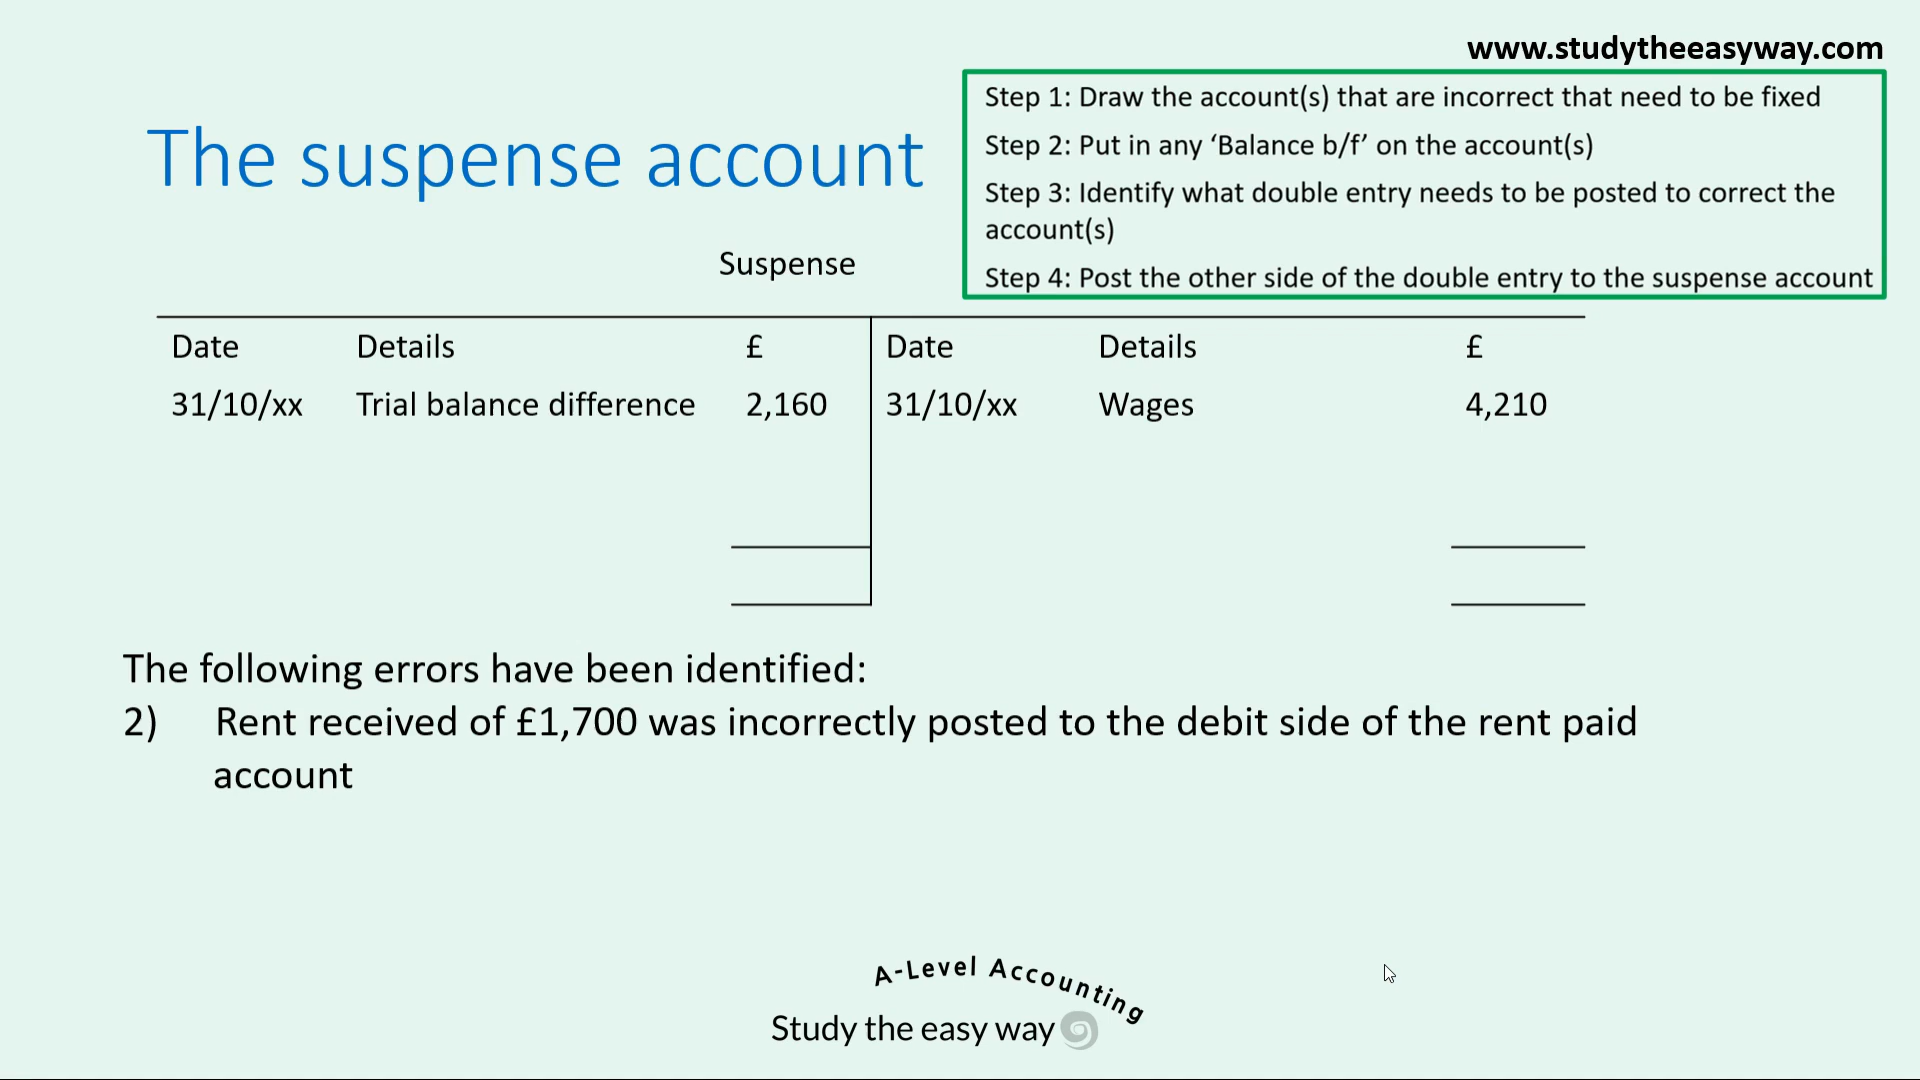 www.studytheeasyway.com
The suspense account
Step 1: Draw the account(s) that are incorrect that need to be fixed
Step 2: Put in any ‘Balance b/f’ on the account(s)
Step 3: Identify what double entry needs to be posted to correct the
account(s)
Step 4: Post the other side of the double entry to the suspense account
Suspense
Date Details £ Date Details £
31/10/xx Trial balance difference 2,160 31/10/xx Wages 4,210
The following errors have been identified:
2) Rent received of £1,700 was incorrectly posted to the debit side of the rent paid
account
A-Level Accounting
Study the easy way